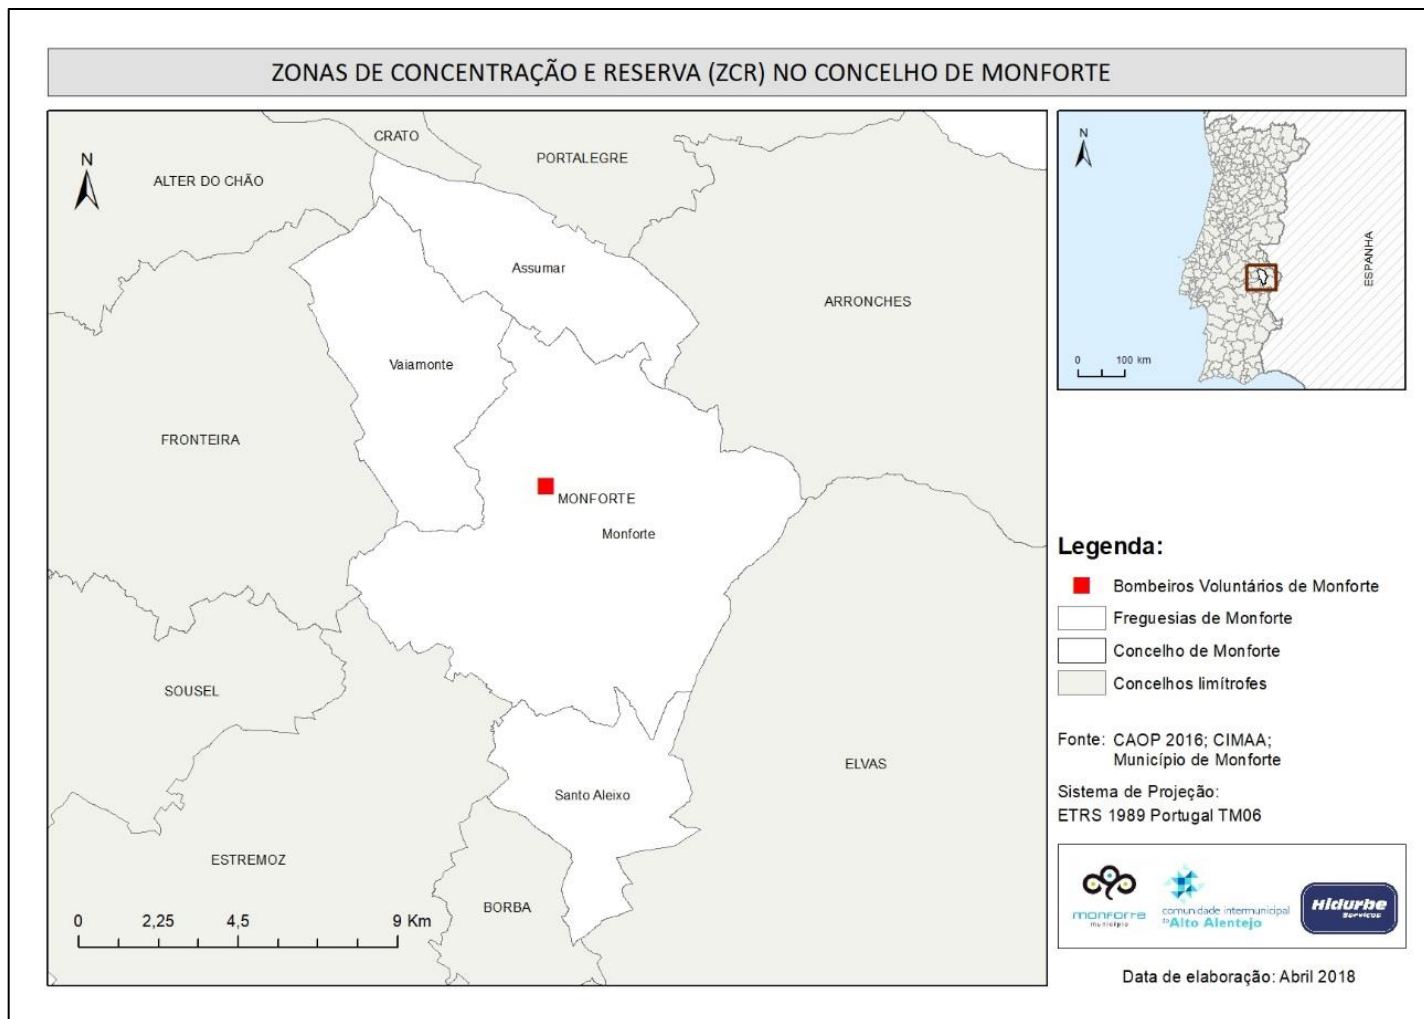 ZONAS DE CONCENTRAÇÃO E RESERVA (ZCR) NO CONCELHO DE MONFORTE
CRATO
PORTALEGRE
N
ALTER DO CHÃO
Assumar
ARRONCHES
Vaiamonte
FRONTEIRA
MONFORTE
Monforte
SOUSEL
ELVAS
Santo Aleixo
ESTREMOZ
BORBA
0 2,25 4,5 9 Km
N
ESPANHA
0 100 km
Legenda:
Bombeiros Voluntários de Monforte
Freguesias de Monforte
Concelho de Monforte
Concelhos limítrofes
Fonte: CAOP 2016; CIMAA;
Município de Monforte
Sistema de Projeção:
ETRS 1989 Portugal TM06
monforte
município
comunidade intermunicipal
do Alto Alentejo
Hidurbe
Serviços
Data de elaboração: Abril 2018